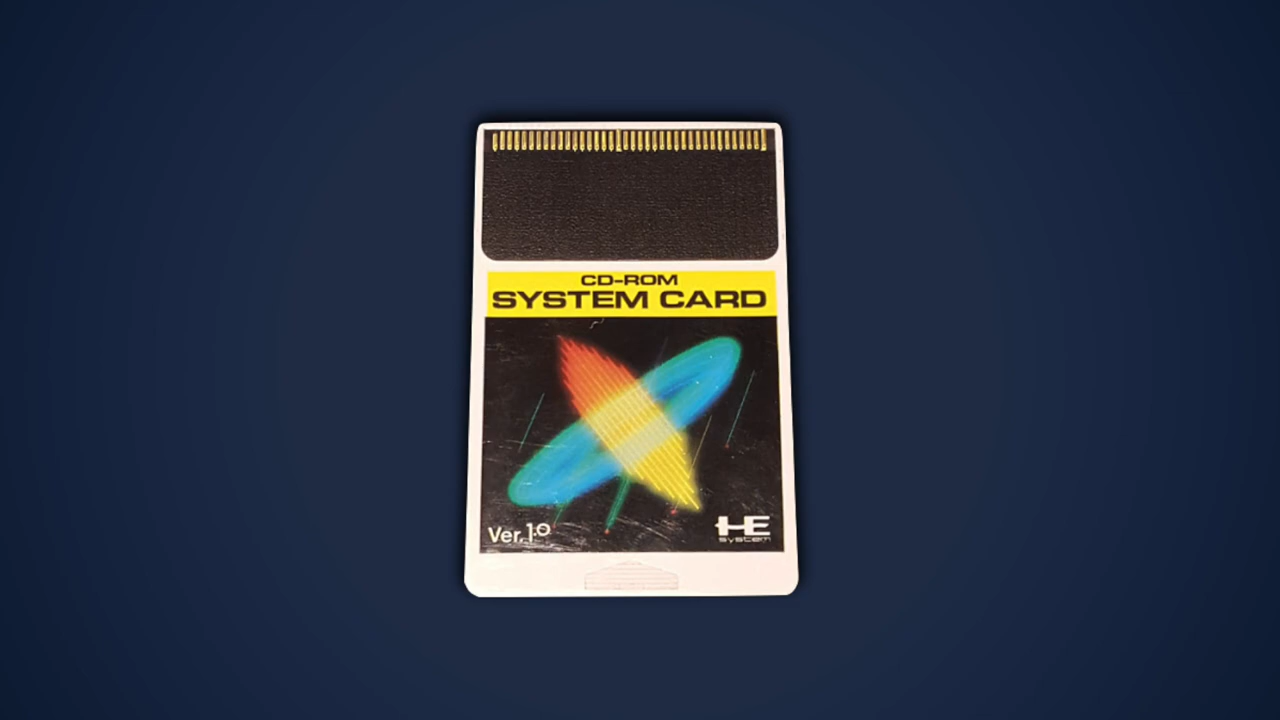 CD-ROM
SYSTEM CARD
Ver.1.0
HE
system